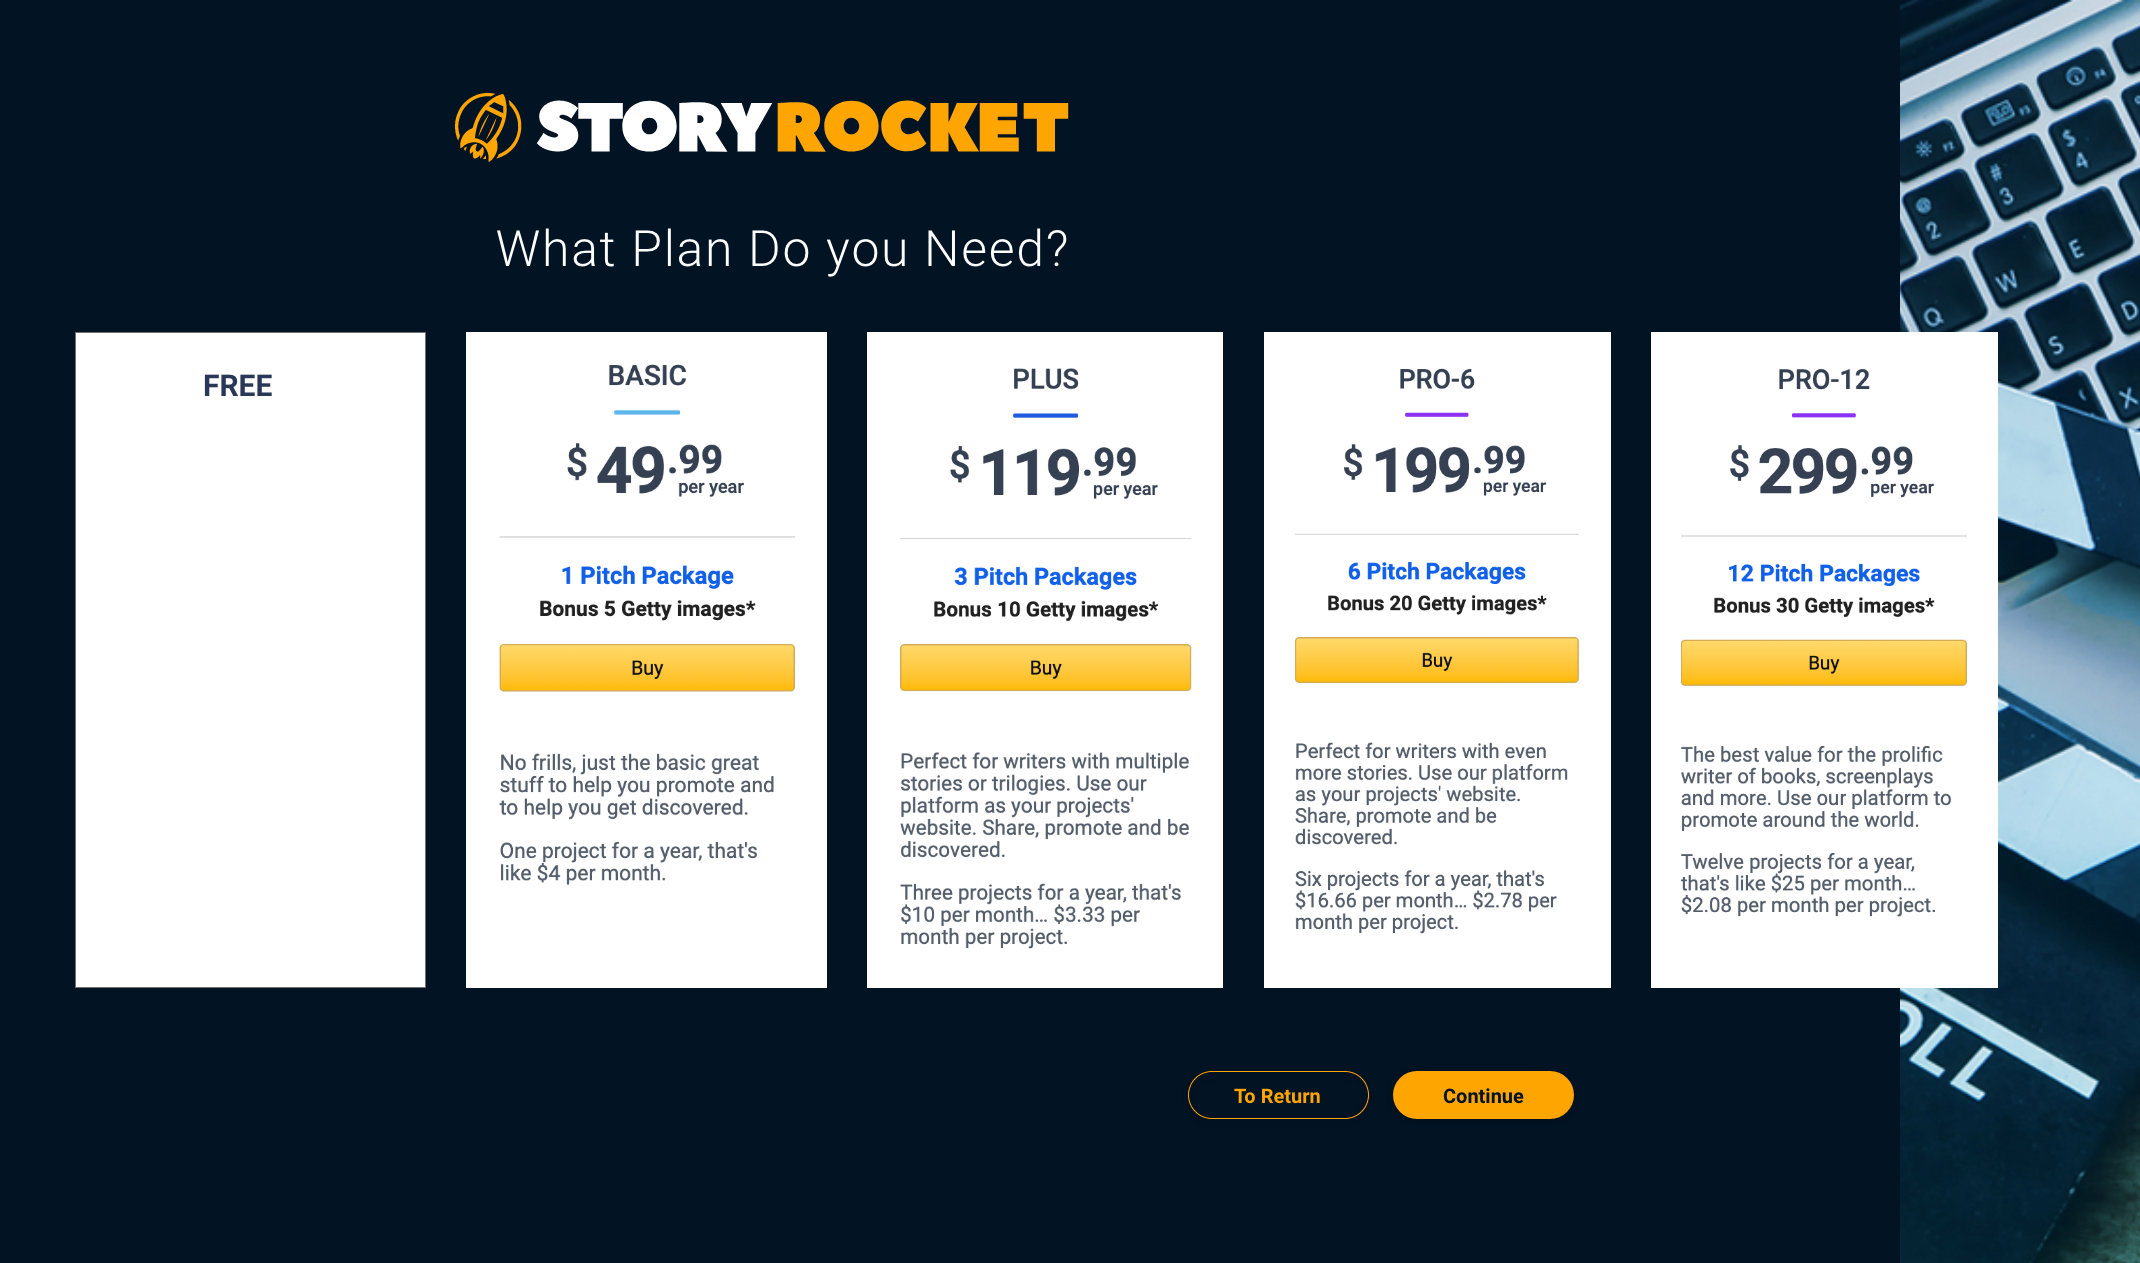 STORYROCKET
What Plan Do you Need?
FREE
BASIC
$ 49.99
per year
1 Pitch Package
Bonus 5 Getty images*
Buy
No frills, just the basic great
stuff to help you promote and
to help you get discovered.
One project for a year, that's
like $4 per month.
PLUS
$ 119.99
per year
3 Pitch Packages
Bonus 10 Getty images*
Buy
Perfect for writers with multiple
stories or trilogies. Use our
platform as your projects'
website. Share, promote and be
discovered.
Three projects for a year, that's
$10 per month... $3.33 per
month per project.
PRO-6
$ 199.99
per year
6 Pitch Packages
Bonus 20 Getty images*
Buy
Perfect for writers with even
more stories. Use our platform
as your projects' website.
Share, promote and be
discovered.
Six projects for a year, that's
$16.66 per month... $2.78 per
month per project.
PRO-12
$ 299.99
per year
12 Pitch Packages
Bonus 30 Getty images*
Buy
The best value for the prolific
writer of books, screenplays
and more. Use our platform to
promote around the world.
Twelve projects for a year,
that's like $25 per month...
$2.08 per month per project.
To Return
Continue
F4
F3
F2
$
4
#
3
@
2
E
W
Q
D
S
X
OLL